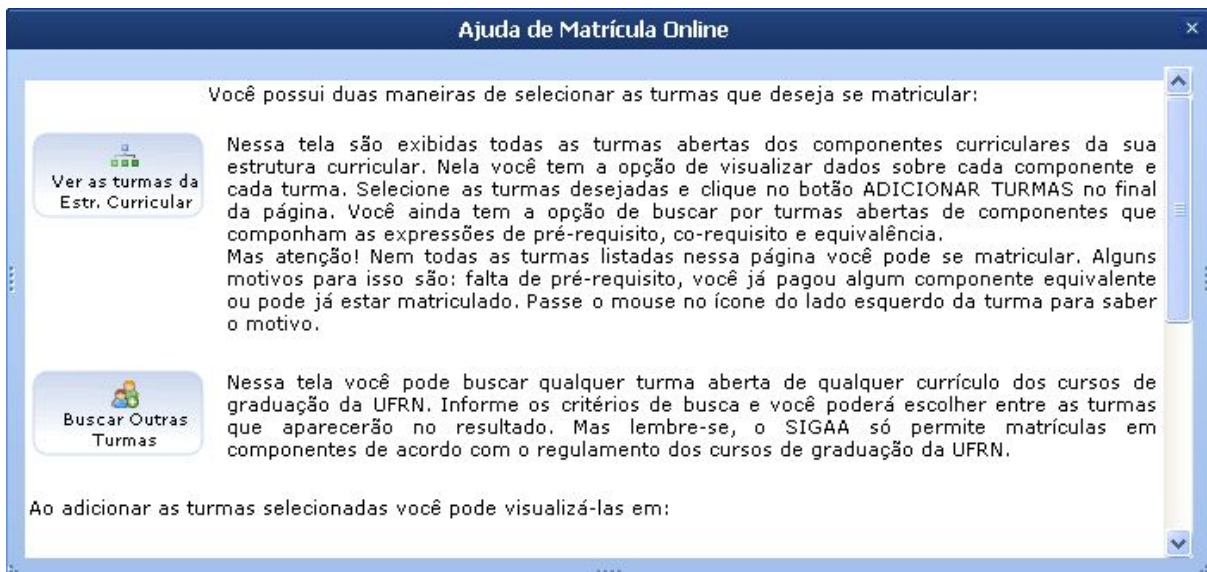 Ajuda de Matrícula Online
Você possui duas maneiras de selecionar as turmas que deseja se matricular:
Ver as turmas da
Estr. Curricular
Nessa tela são exibidas todas as turmas abertas dos componentes curriculares da sua
estrutura curricular. Nela você tem a opção de visualizar dados sobre cada componente e
cada turma. Selecione as turmas desejadas e clique no botão ADICIONAR TURMAS no final
da página. Você ainda tem a opção de buscar por turmas abertas de componentes que
componham as expressões de pré-requisito, co-requisito e equivalência.
Mas atenção! Nem todas as turmas listadas nessa página você pode se matricular. Alguns
motivos para isso são: falta de pré-requisito, você já pagou algum componente equivalente
ou pode já estar matriculado. Passe o mouse no ícone do lado esquerdo da turma para saber
o motivo.
Buscar Outras
Turmas
Nessa tela você pode buscar qualquer turma aberta de qualquer currículo dos cursos de
graduação da UFRN. Informe os critérios de busca e você poderá escolher entre as turmas
que aparecerão no resultado. Mas lembre-se, o SIGAA só permite matrículas em
componentes de acordo com o regulamento dos cursos de graduação da UFRN.
Ao adicionar as turmas selecionadas você pode visualizá-las em: